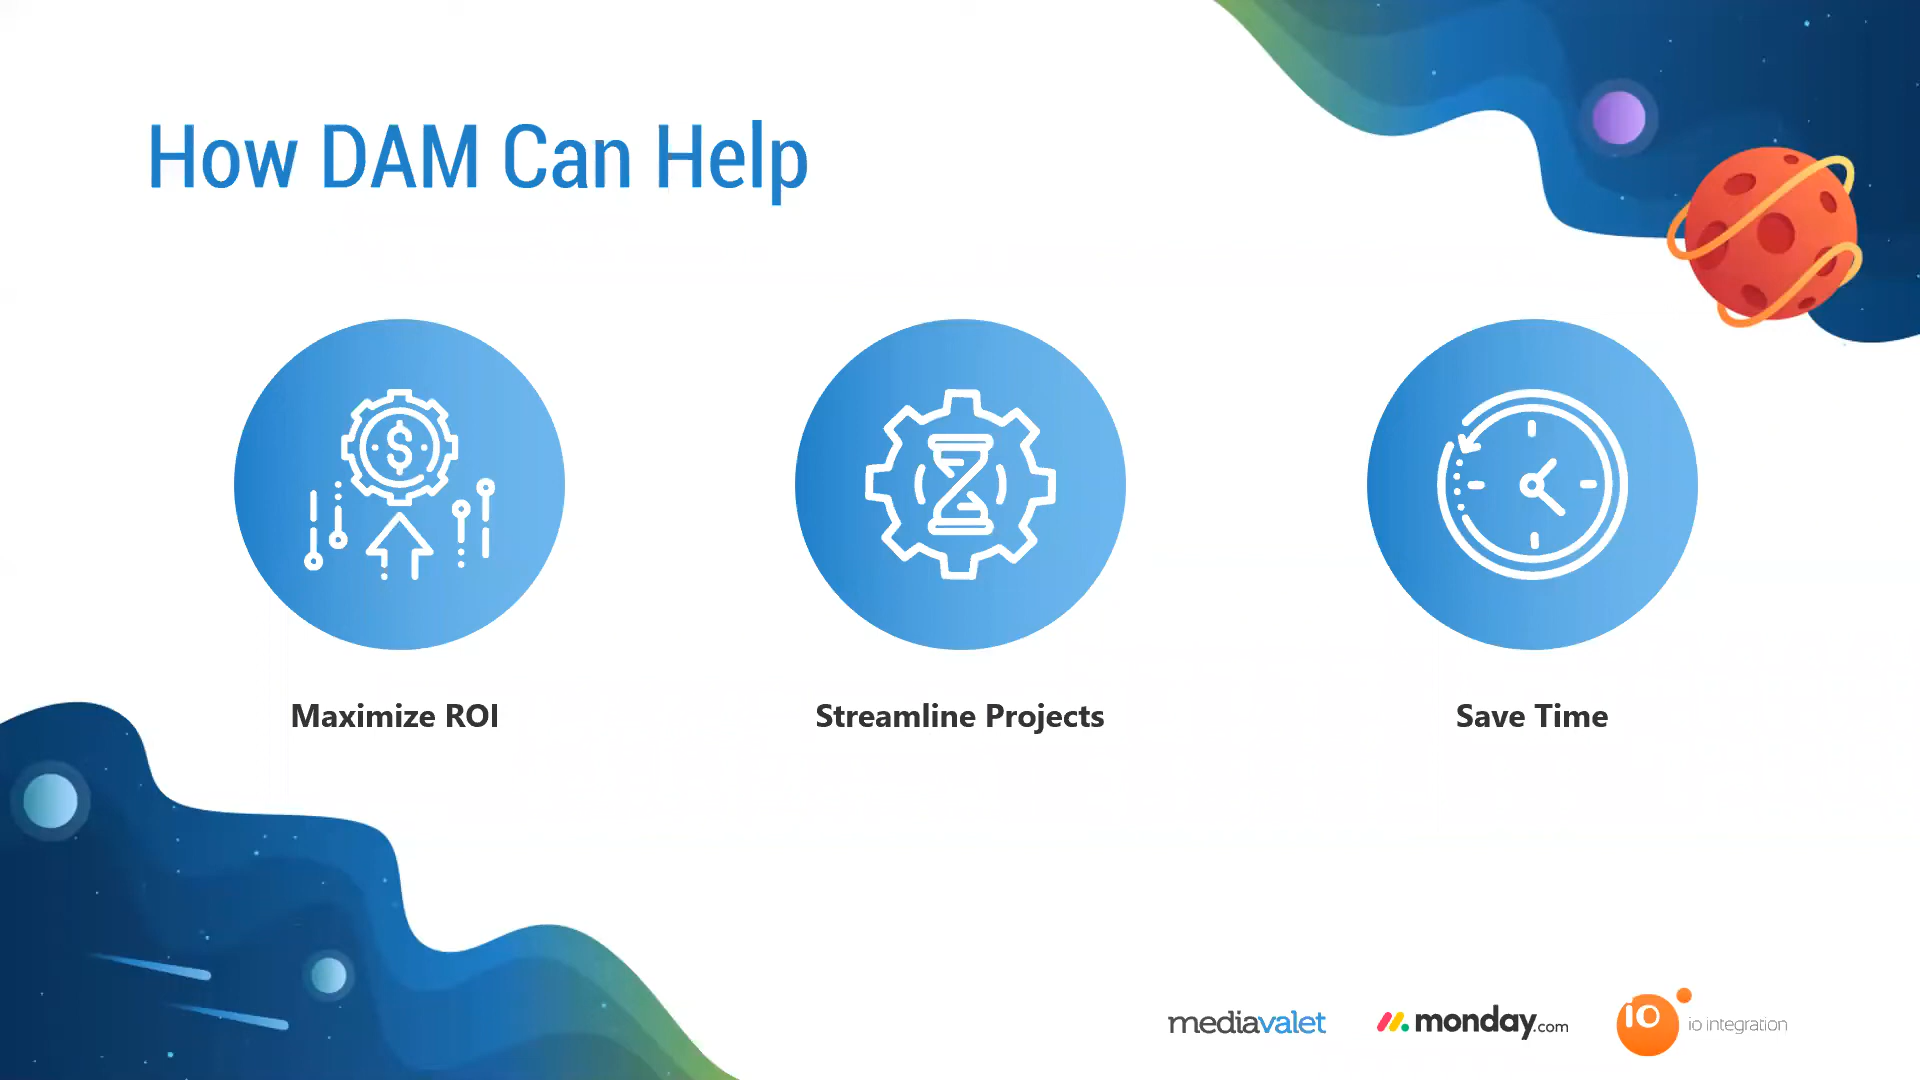 How DAM Can Help
$
Maximize ROI
Streamline Projects
Save Time
mediavalet
monday.com
io
io integration